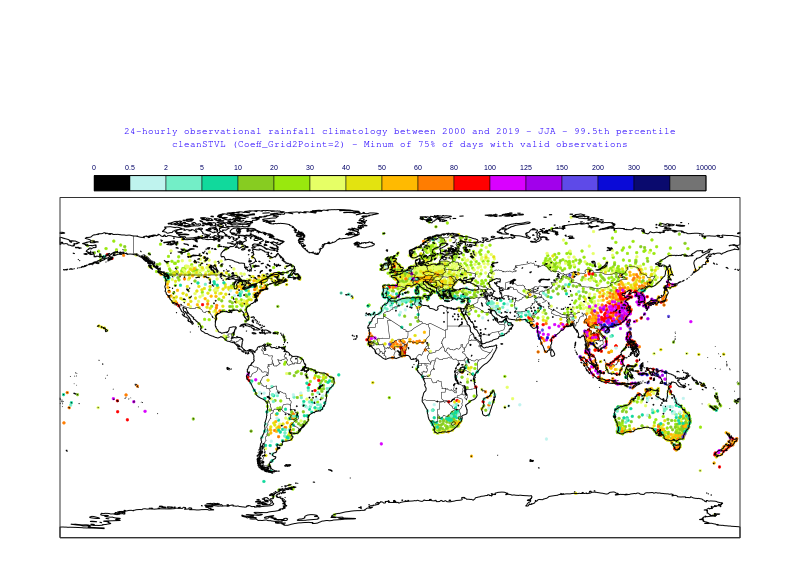 24-hourly observational rainfall climatology between 2000 and 2019 - JJA - 99.5th percentile
cleanSTVL (Coeff_Grid2Point=2) - Minum of 75% of days with valid observations
0 0.5 2 5 10 20 30 40 50 60 80 100 125 150 200 300 500 10000